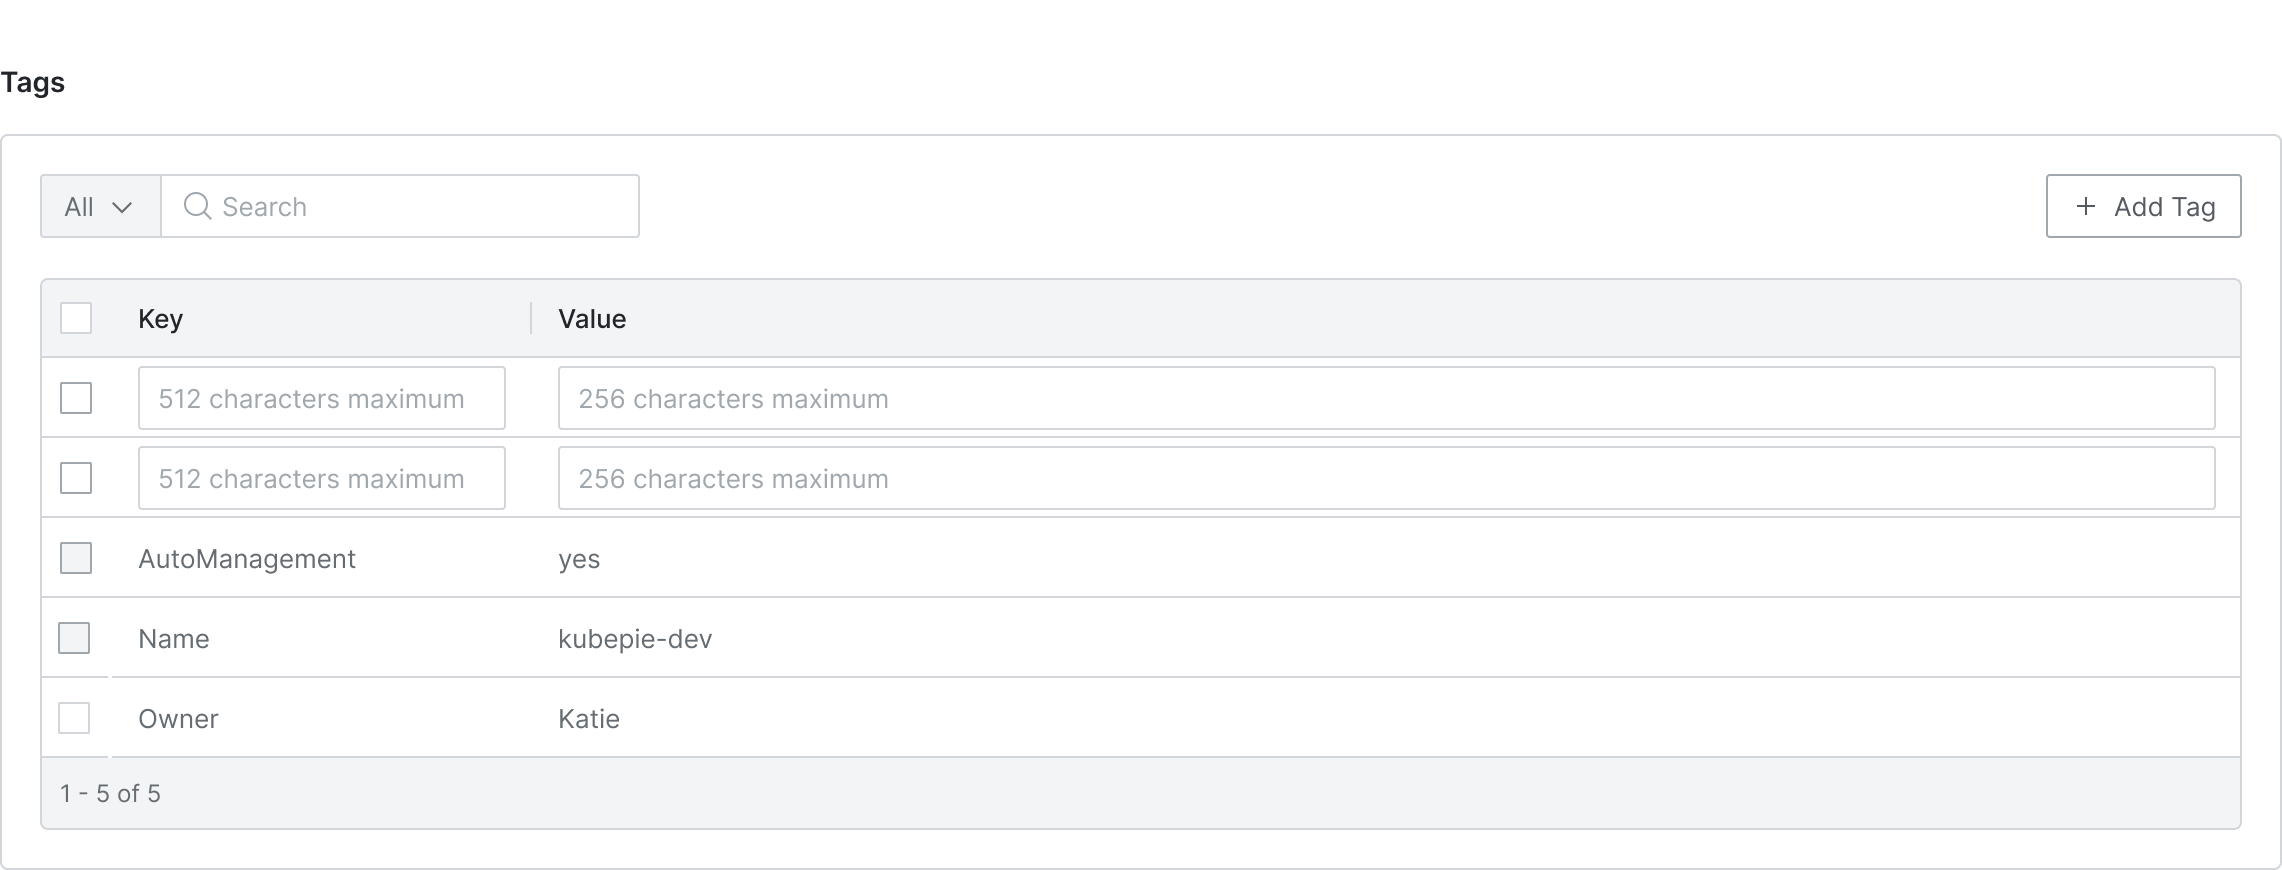 Tags
All Search + Add Tag
Key Value
512 characters maximum 256 characters maximum
512 characters maximum 256 characters maximum
AutoManagement yes
Name kubepie-dev
Owner Katie
1 - 5 of 5